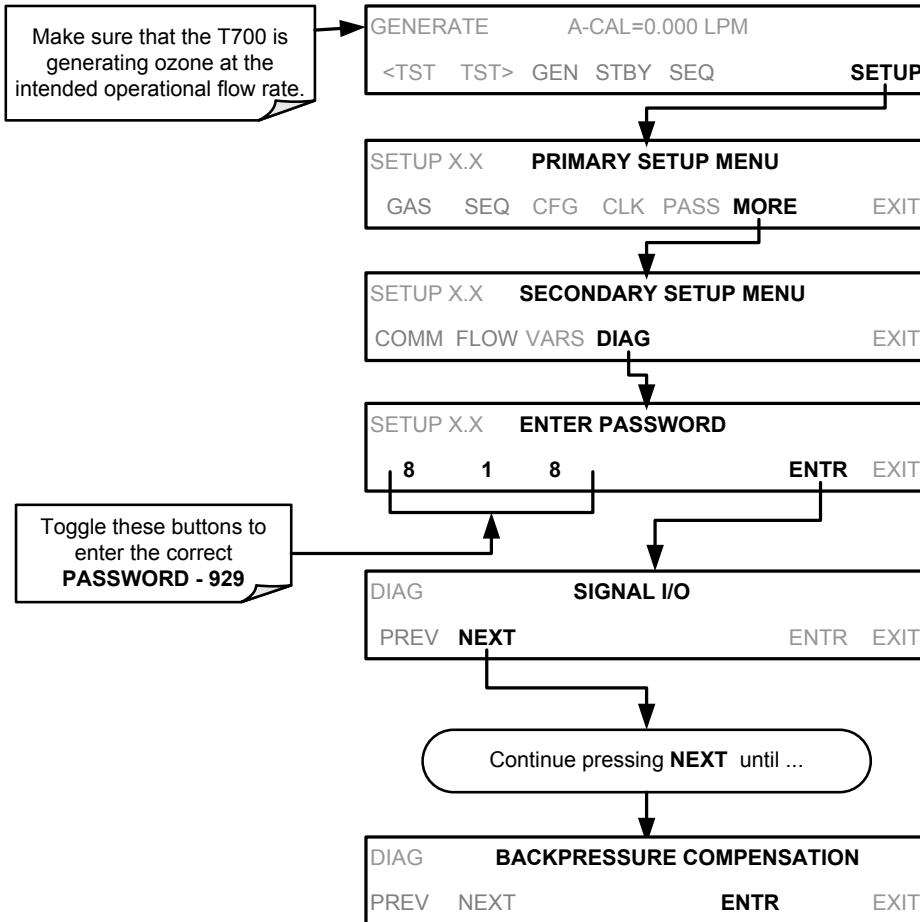 Make sure that the T700 is
generating ozone at the
intended operational flow rate.
GENERATE A-CAL=0.000 LPM
<TST TST> GEN STBY SEQ SETUP
SETUP X.X PRIMARY SETUP MENU
GAS SEQ CFG CLK PASS MORE EXIT
SETUP X.X SECONDARY SETUP MENU
COMM FLOW VARS DIAG EXIT
SETUP X.X ENTER PASSWORD
8 1 8 ENTR EXIT
Toggle these buttons to
enter the correct
PASSWORD - 929
DIAG SIGNAL I/O
PREV NEXT ENTR EXIT
Continue pressing NEXT until ...
DIAG BACKPRESSURE COMPENSATION
PREV NEXT ENTR EXIT